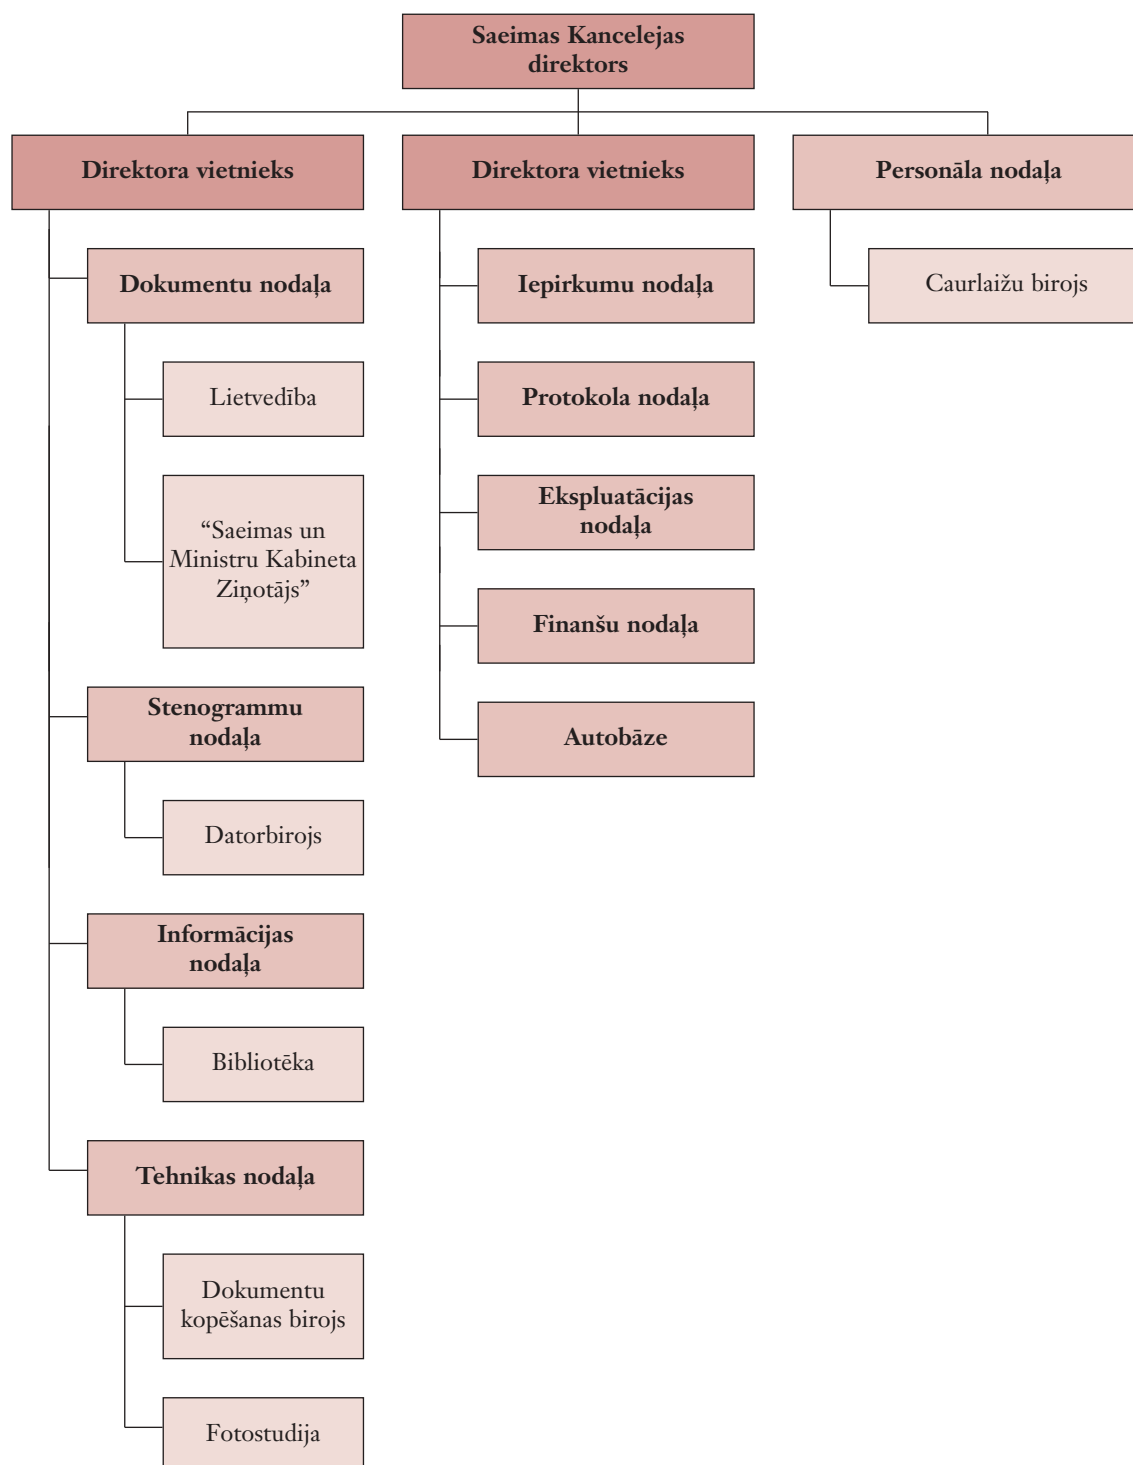 Saeimas Kancelejas
direktors
Direktora vietnieks
Direktora vietnieks
Personāla nodaļa
Dokumentu nodaļa
Iepirkumu nodaļa
Caurlaižu birojs
Lietvedība
Protokola nodaļa
“Saeimas un
Ministru Kabineta
Ziņotājs”
Ekspluatācijas
nodaļa
Finanšu nodaļa
Stenogrammu
nodaļa
Autobāze
Datorbirojs
Informācijas
nodaļa
Bibliotēka
Tehnikas nodaļa
Dokumentu
kopēšanas birojs
Fotostudija